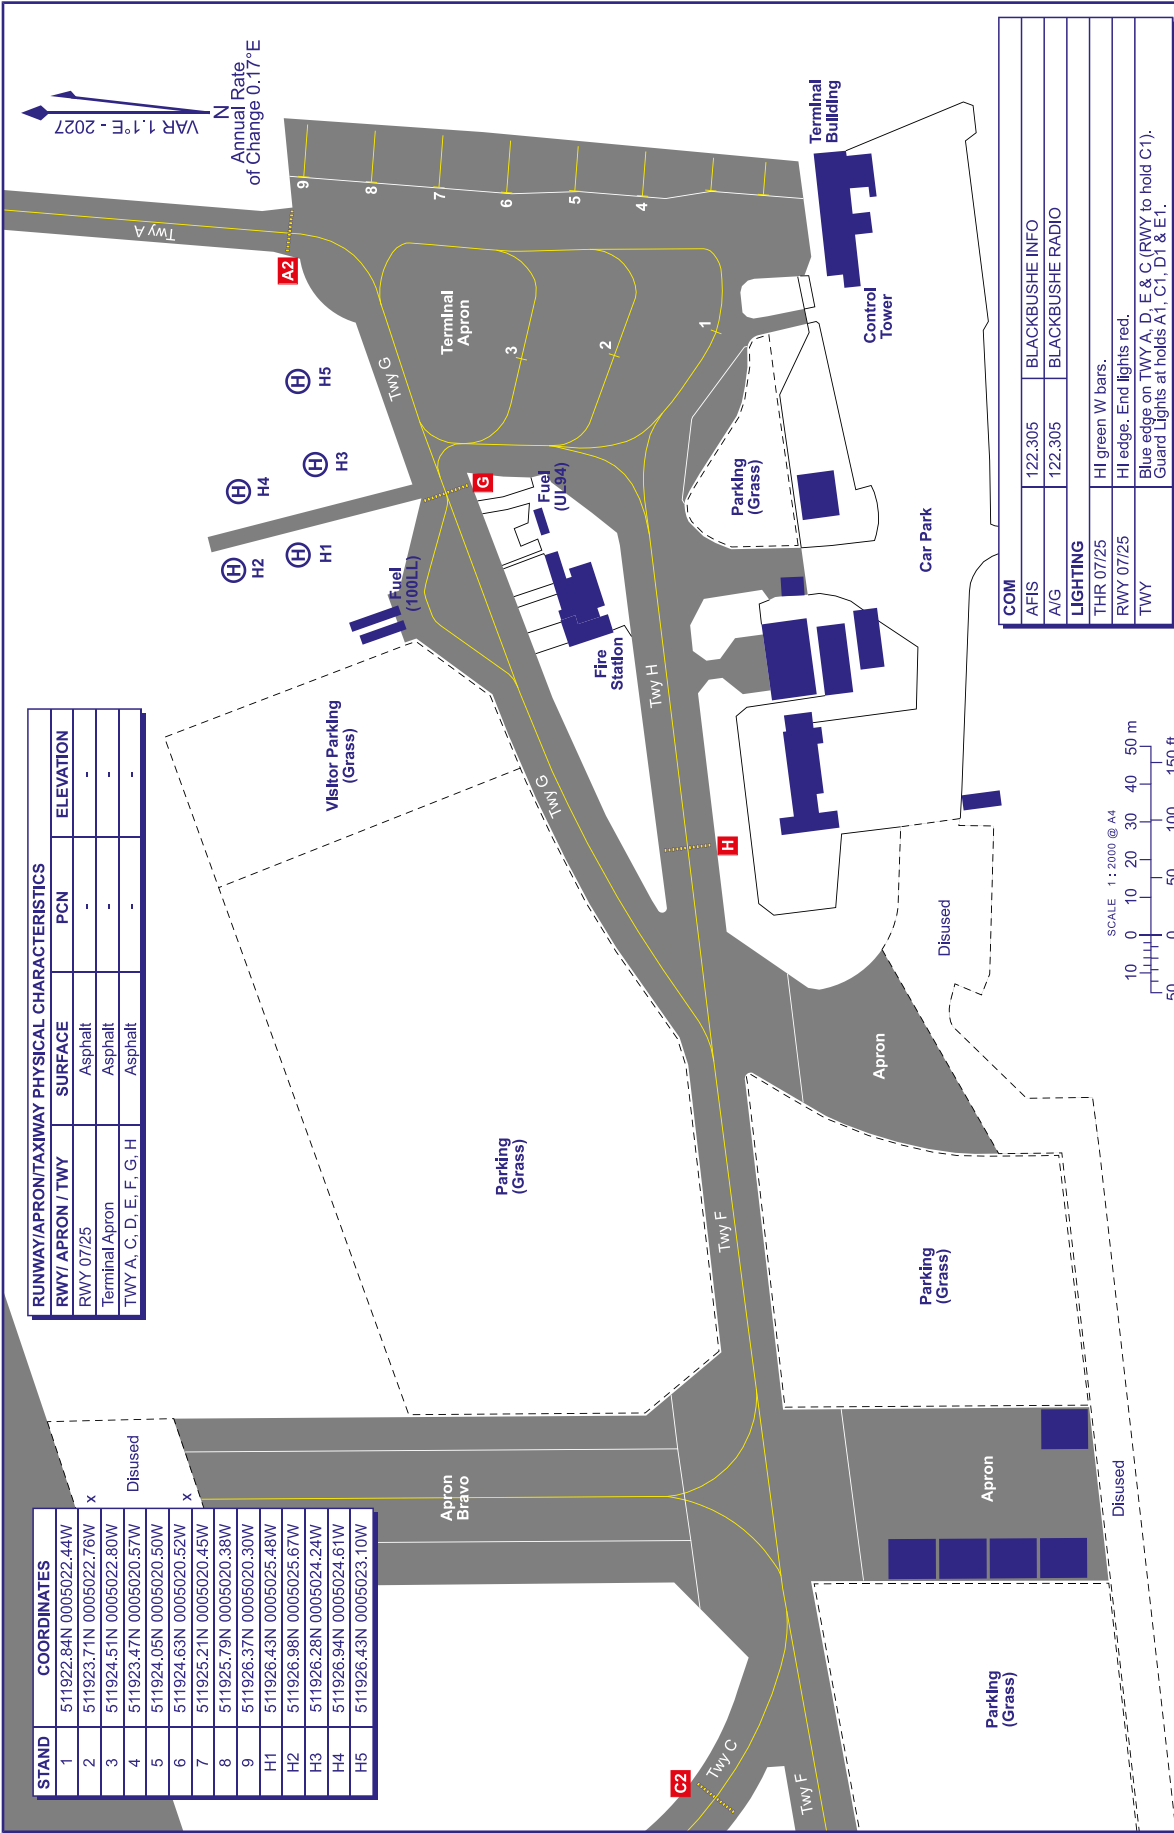 RUNWAY/APRON/TAXIWAY PHYSICAL CHARACTERISTICS
RWY/ APRON / TWY SURFACE PCN ELEVATION
RWY 07/25 Asphalt - -
Terminal Apron Asphalt - -
TWY A, C, D, E, F, G, H Asphalt - -
STAND COORDINATES
1 511922.84N 0005022.44W
2 511923.71N 0005022.76W
3 511924.51N 0005022.80W
4 511923.47N 0005020.57W
5 511924.05N 0005020.50W
6 511924.63N 0005020.52W
7 511925.21N 0005020.45W
8 511925.79N 0005020.38W
9 511926.37N 0005020.30W
H1 511926.43N 0005025.48W
H2 511926.98N 0005025.67W
H3 511926.28N 0005024.24W
H4 511926.94N 0005024.61W
H5 511926.43N 0005023.10W
VAR 1.1°E - 2027
N
Annual Rate
of Change 0.17°E
Twy A
A2
9
8
7
6
5
4
Terminal
Apron
3
2
1
Twy G
H
H5
H
H3
H
H4
H
H1
H
H2
G
Fuel
(UL94)
Fuel
(100LL)
Fire
Station
Visitor Parking
(Grass)
Twy G
Twy H
H
Parking
(Grass)
Terminal
Building
Control
Tower
Car Park
Parking
(Grass)
Disused
Apron
Twy F
Parking
(Grass)
Disused
x
x
Apron
Bravo
Apron
Disused
Parking
(Grass)
C2
Twy C
Twy F
COM
AFIS 122.305 BLACKBUSHE INFO
A/G 122.305 BLACKBUSHE RADIO
LIGHTING
THR 07/25 HI green W bars.
RWY 07/25 HI edge. End lights red.
TWY Blue edge on TWY A, D, E & C (RWY to hold C1).
Guard Lights at holds A1, C1, D1 & E1.
SCALE 1 : 2000 @ A4
10 0 10 20 30 40 50 m
50 0 50 100 150 ft